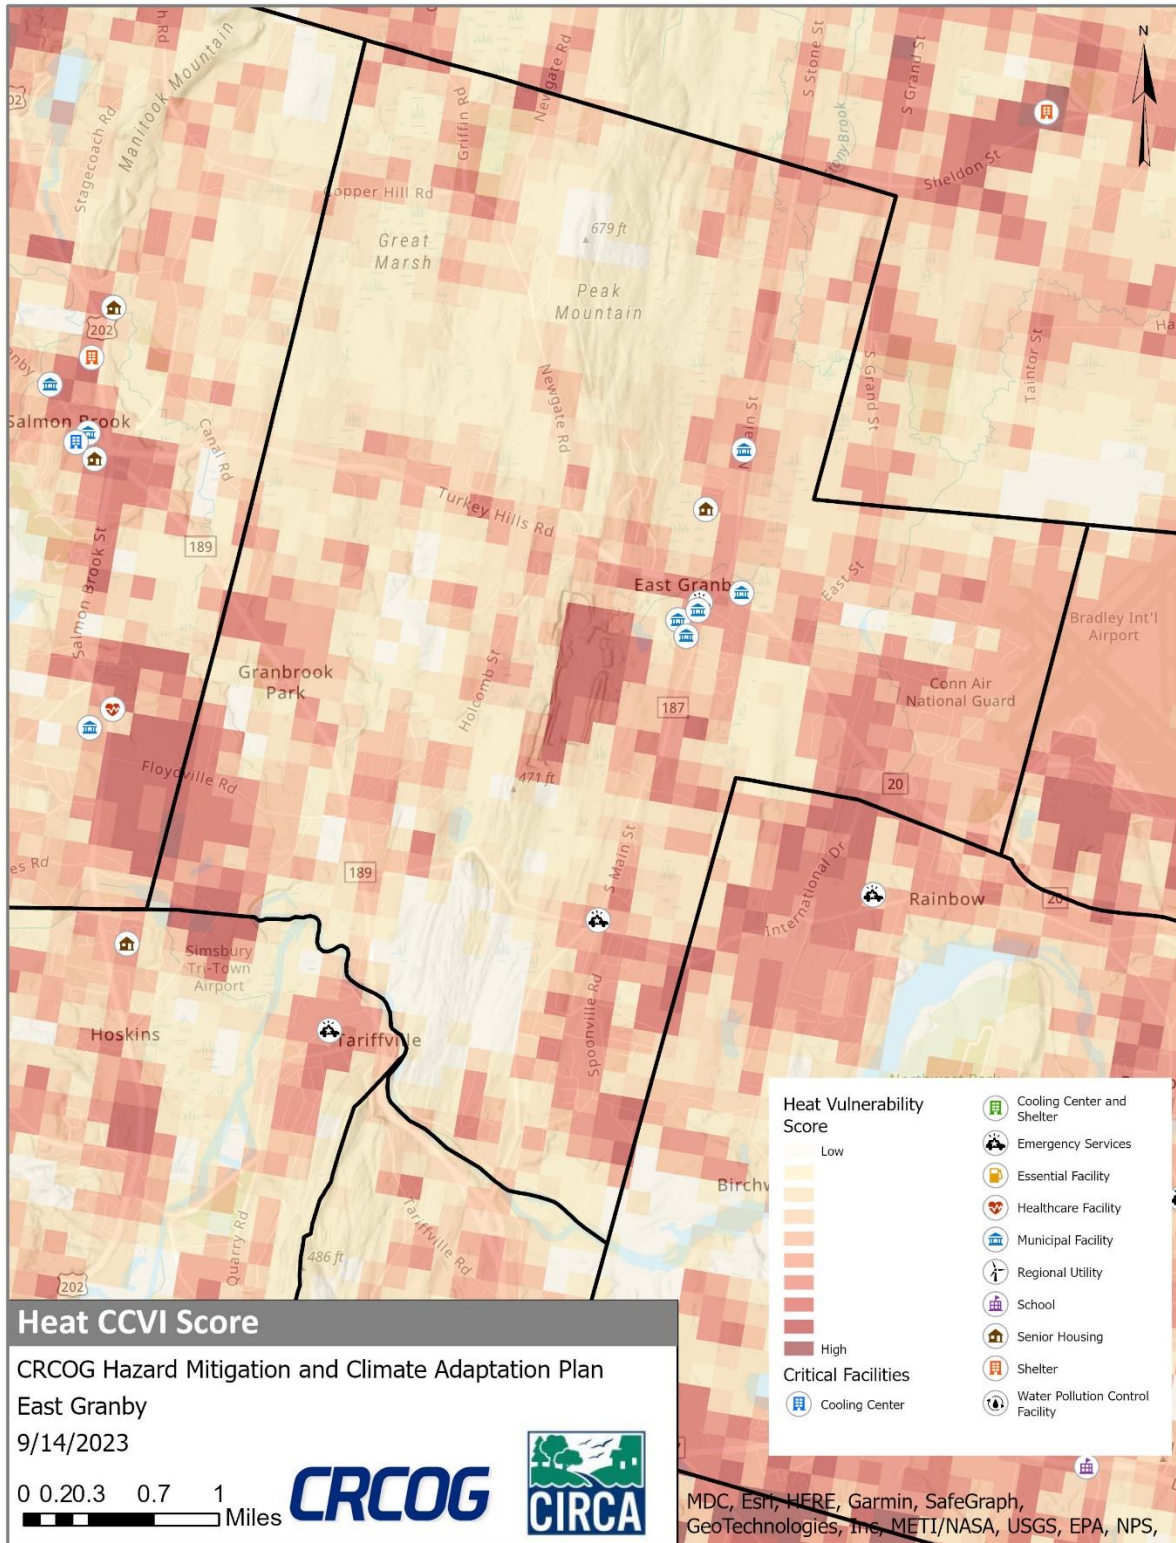 N
Manitook Mountain
Stagecoach Rd
Griffin Rd
Newgate Rd
S Stone St
S Grand St
Stony Brook
Sheldon St
Copper Hill Rd
Great
Marsh
679 ft
Peak
Mountain
202
Taintor St
S Grand St
Newgate Rd
N Main St
Salmon Brook
Canal Rd
Turkey Hills Rd
189
Salmon Brook St
East Granby
East St
Bradley Int'l
Airport
Granbrook
Park
Holcomb St
187
Conn Air
National Guard
Floydville Rd
471 ft
20
189
S Main St
International Dr
Rainbow
20
Simsbury
Tri-Town
Airport
Hoskins
Tariffville
Spoonville Rd
Northwest Park
Tariffville Rd
Quarry Rd
486 ft
202
Heat Vulnerability
Score
Low
High
Critical Facilities
Cooling Center
Cooling Center and
Shelter
Emergency Services
Essential Facility
Healthcare Facility
Municipal Facility
Regional Utility
School
Senior Housing
Shelter
Water Pollution Control
Facility
Heat CCVI Score
CRCOG Hazard Mitigation and Climate Adaptation Plan
East Granby
9/14/2023
0 0.20.3 0.7 1
Miles
CRCOG
CIRCA
MDC, Esri, HERE, Garmin, SafeGraph,
GeoTechnologies, Inc, METI/NASA, USGS, EPA, NPS,